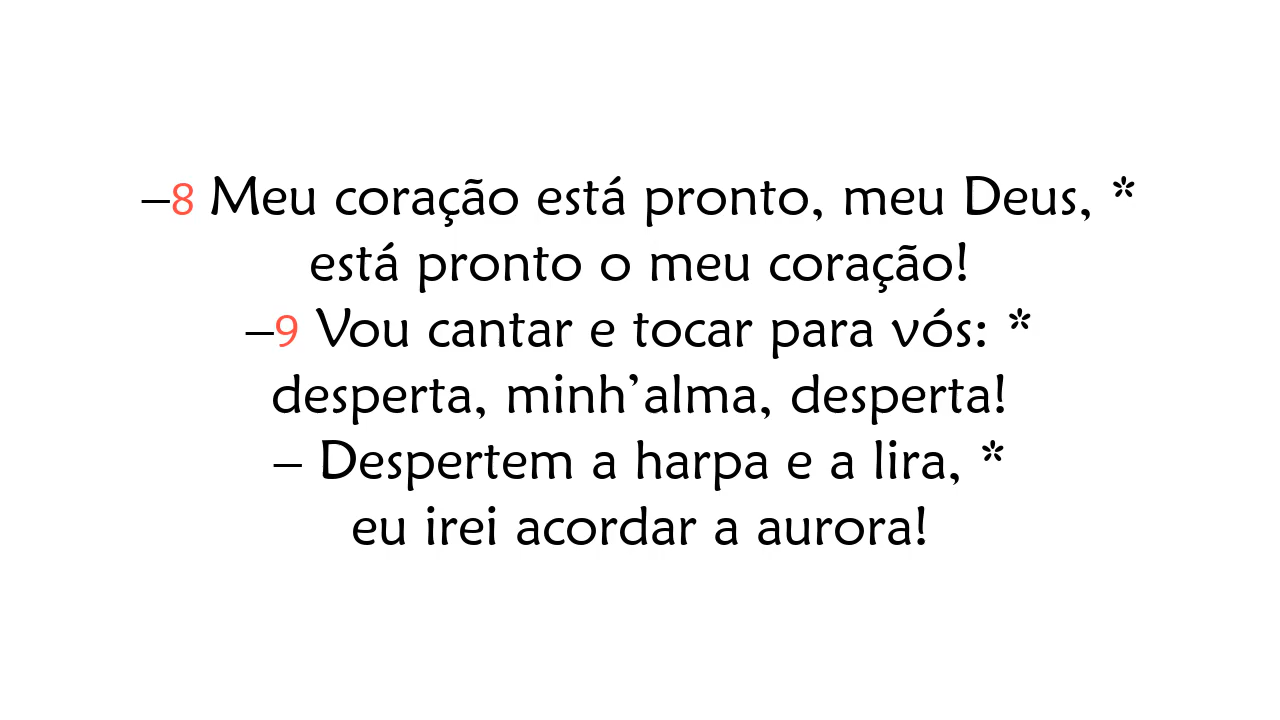 –8 Meu coração está pronto, meu Deus, *
está pronto o meu coração!
–9 Vou cantar e tocar para vós: *
desperta, minh’alma, desperta!
– Despertem a harpa e a lira, *
eu irei acordar a aurora!